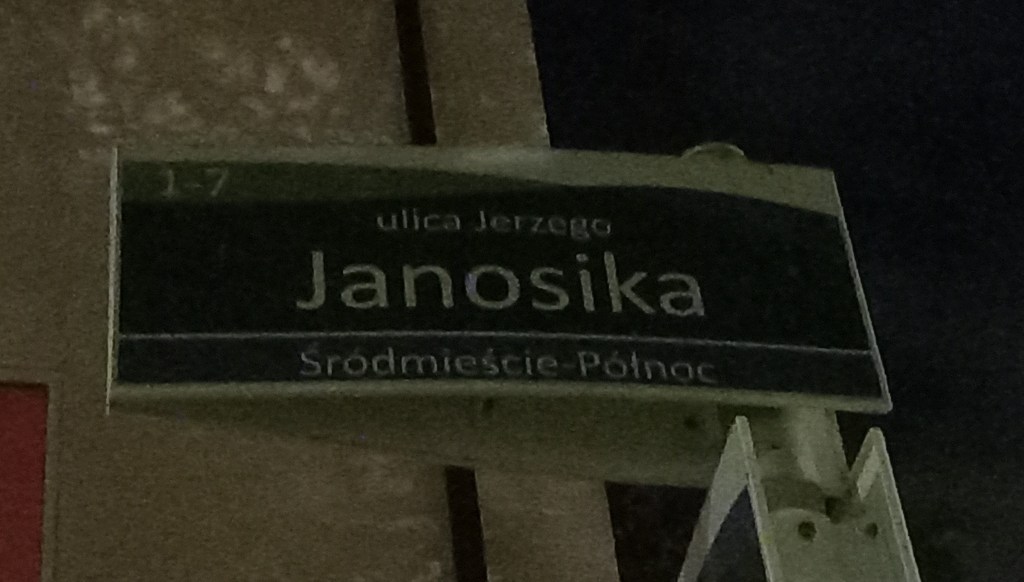 1-7
ulica Jerzego
Janosika
Śródmieście-Północ